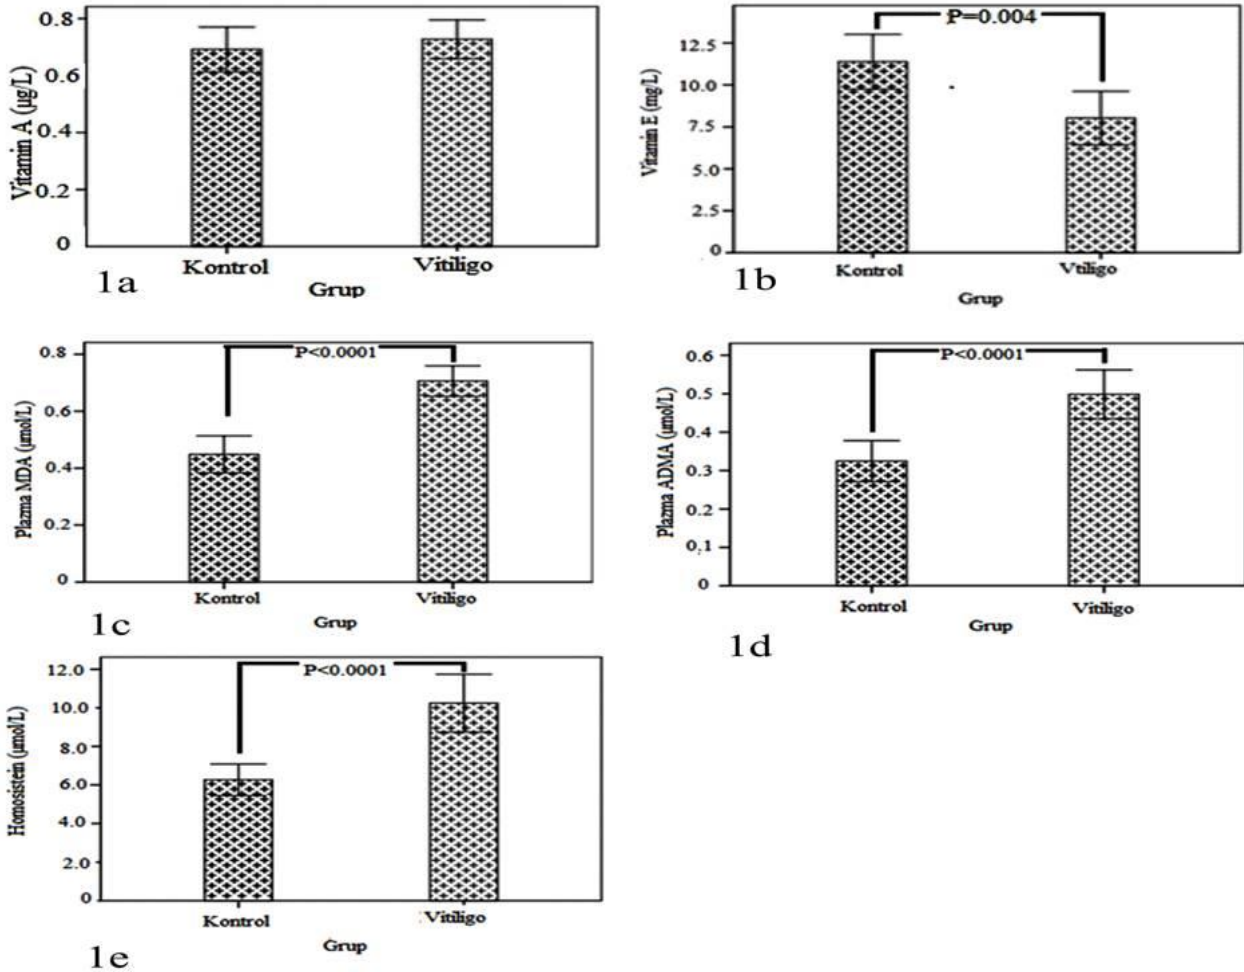 Vitamin A (µg/L)
0.8
0.6
0.4
0.2
0
Kontrol Vitiligo
Grup
1a
Vitamin E (mg/L)
P=0.004
12.5
10.0
7.5
5.0
2.5
0
Kontrol Vtiligo
Grup
1b
Plazma MDA (µmol/L)
P<0.0001
0.8
0.6
0.4
0.2
0
Kontrol Vitiligo
Grup
1c
Plazma ADMA (µmol/L)
P<0.0001
0.6
0.5
0.4
0.3
0.2
0.1
0
Kontrol Vitiligo
Grup
1d
Homosistein (µmol/L)
P<0.0001
12.0
10.0
8.0
6.0
4.0
2.0
0
Kontrol Vitiligo
Grup
1e